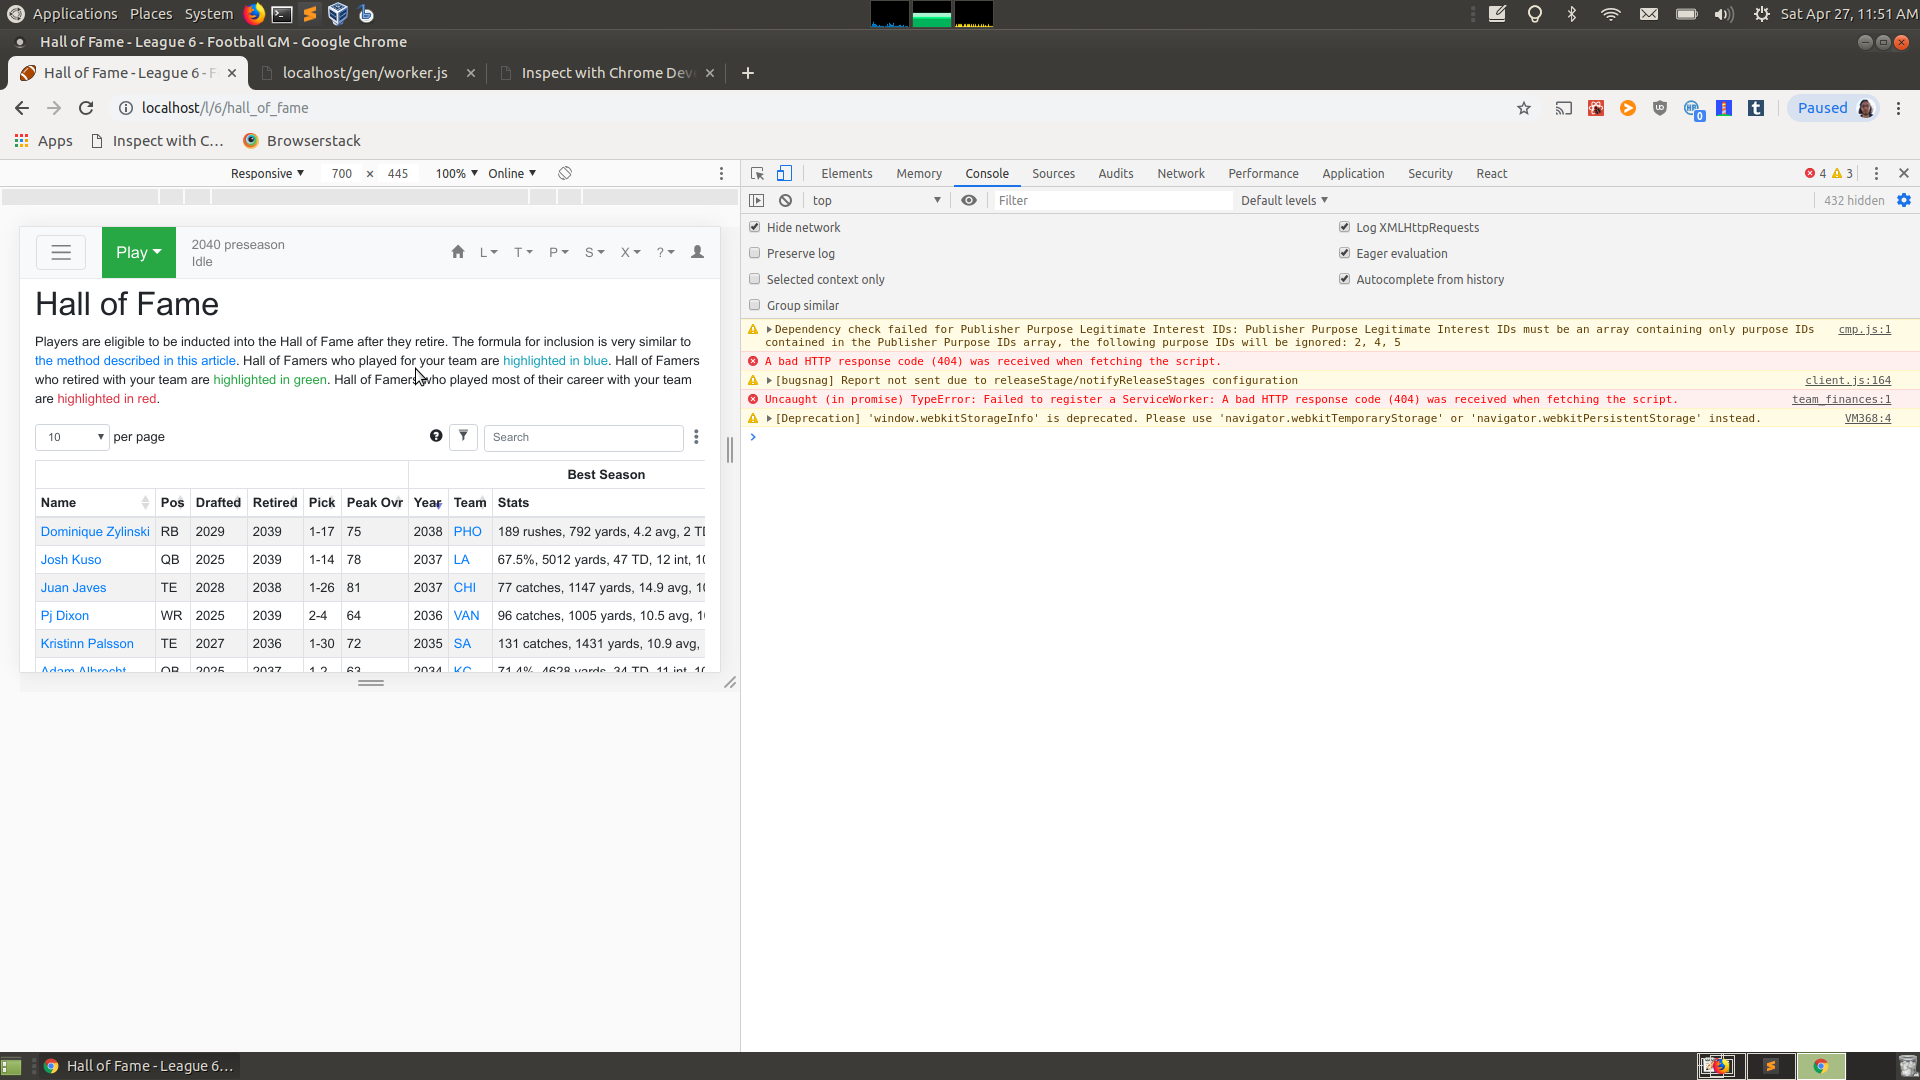 Applications Places System
Sat Apr 27, 11:51 AM
Hall of Fame - League 6 - Football GM - Google Chrome
Hall of Fame - League 6 - F
localhost/gen/worker.js
Inspect with Chrome Dev
localhost/l/6/hall_of_fame
0
Paused
Apps
Inspect with C...
Browserstack
Responsive 700 × 445 100% Online
Elements Memory Console Sources Audits Network Performance Application Security React
4 3
top
Filter
Default levels
432 hidden
Hide network
Log XMLHttpRequests
Preserve log
Eager evaluation
Selected context only
Autocomplete from history
Group similar
Dependency check failed for Publisher Purpose Legitimate Interest IDs: Publisher Purpose Legitimate Interest IDs must be an array containing only purpose IDs cmp.js:1
contained in the Publisher Purpose IDs array, the following purpose IDs will be ignored: 2, 4, 5
A bad HTTP response code (404) was received when fetching the script.
[bugsnag] Report not sent due to releaseStage/notifyReleaseStages configuration client.js:164
Uncaught (in promise) TypeError: Failed to register a ServiceWorker: A bad HTTP response code (404) was received when fetching the script. team_finances:1
[Deprecation] 'window.webkitStorageInfo' is deprecated. Please use 'navigator.webkitTemporaryStorage' or 'navigator.webkitPersistentStorage' instead. VM368:4
Play
2040 preseason
Idle
L T P S X ?
Hall of Fame
Players are eligible to be inducted into the Hall of Fame after they retire. The formula for inclusion is very similar to
the method described in this article. Hall of Famers who played for your team are highlighted in blue. Hall of Famers
who retired with your team are highlighted in green. Hall of Famers who played most of their career with your team
are highlighted in red.
10 per page
Search
Best Season
Name Pos Drafted Retired Pick Peak Ovr Year Team Stats
Dominique Zylinski RB 2029 2039 1-17 75 2038 PHO 189 rushes, 792 yards, 4.2 avg, 2 TD
Josh Kuso QB 2025 2039 1-14 78 2037 LA 67.5%, 5012 yards, 47 TD, 12 int, 10
Juan Javes TE 2028 2038 1-26 81 2037 CHI 77 catches, 1147 yards, 14.9 avg, 10
Pj Dixon WR 2025 2039 2-4 64 2036 VAN 96 catches, 1005 yards, 10.5 avg, 1
Kristinn Palsson TE 2027 2036 1-30 72 2035 SA 131 catches, 1431 yards, 10.9 avg,
Adam Albrecht QB 2025 2037 1-2 63 2034 KC 71.4%, 4628 yards, 34 TD, 11 int, 10
Hall of Fame - League 6...